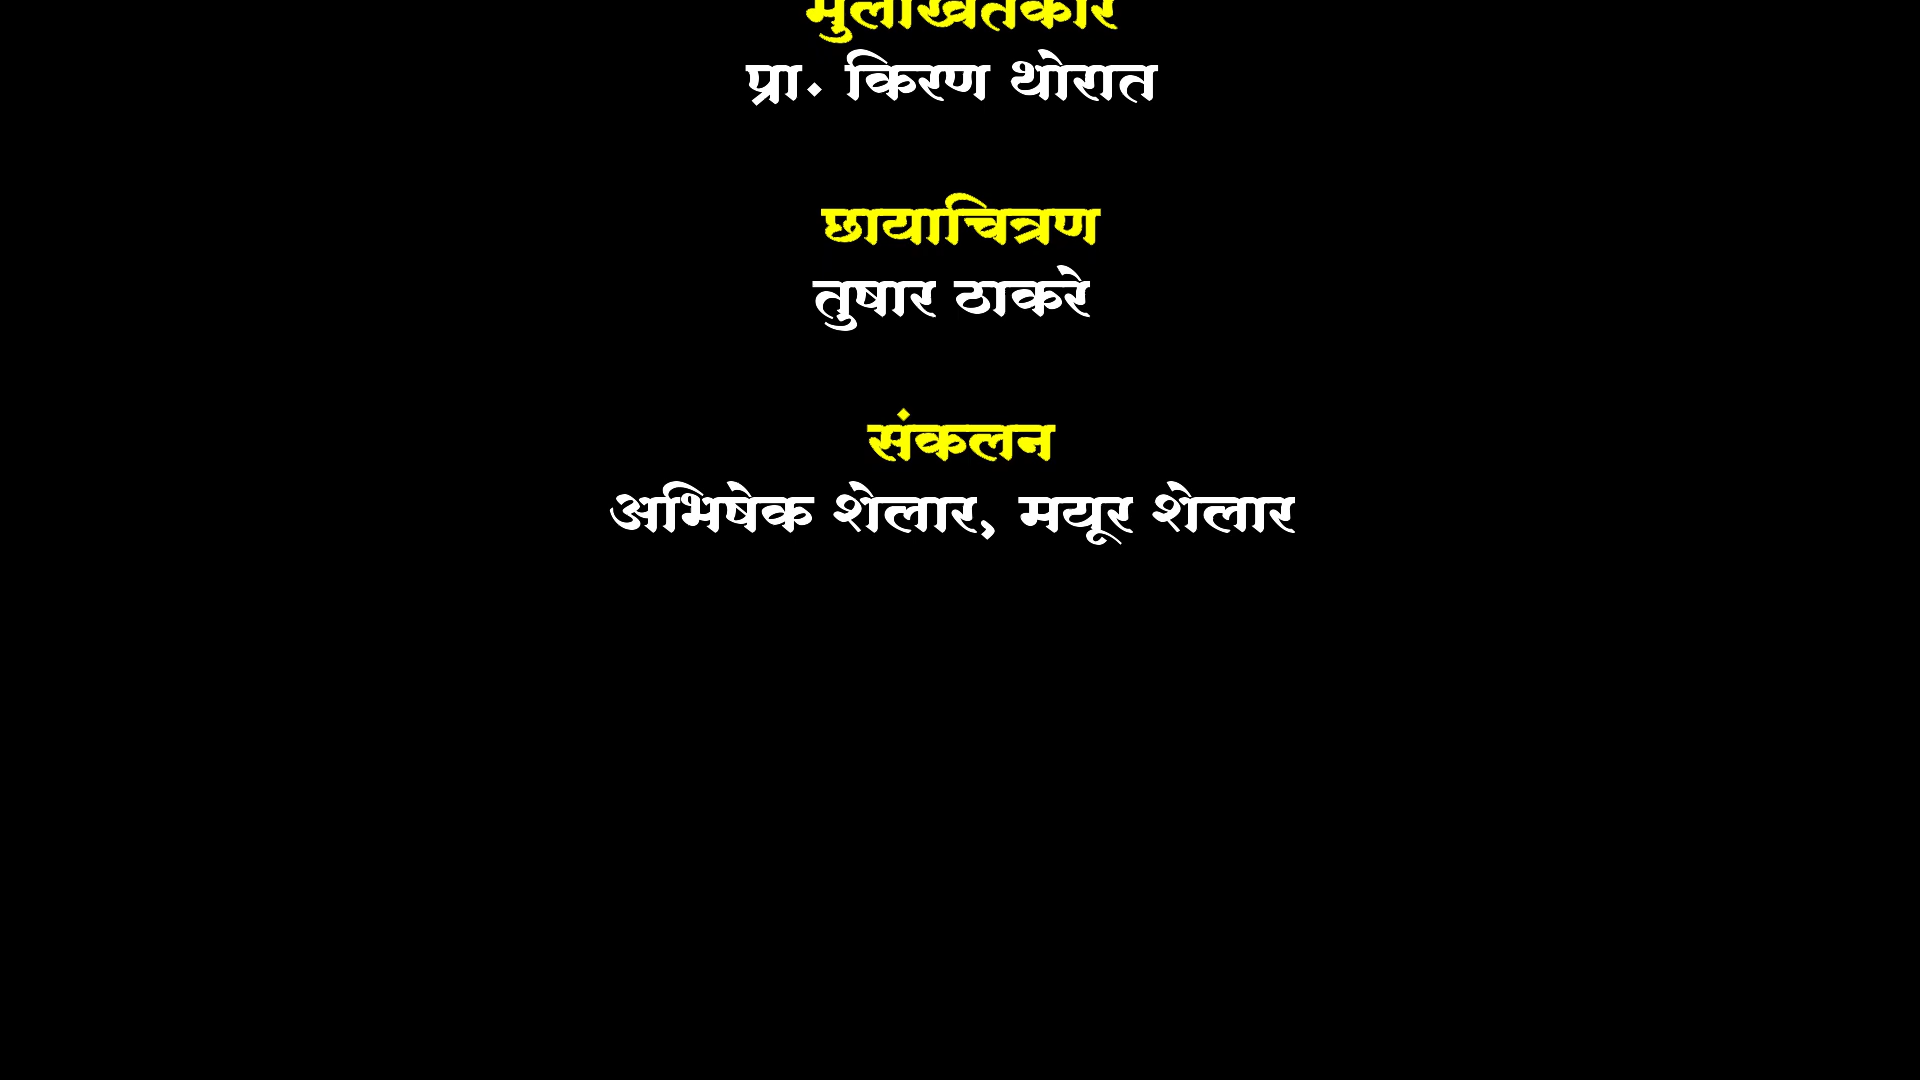 मुलाखतकार
प्रा. किरण थोरात
छायाचित्रण
तुषार ठाकरे
संकलन
अभिषेक शेलार, मयूर शेलार